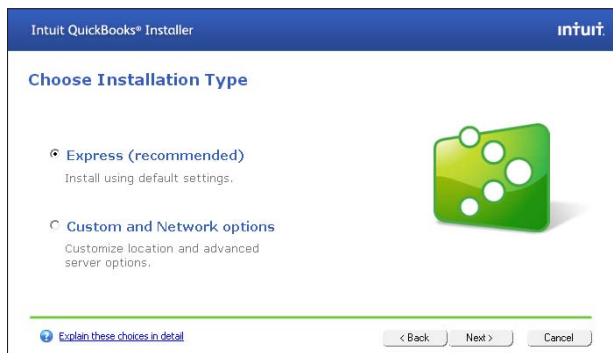 Intuit QuickBooks® Installer
intuit.
Choose Installation Type
Express (recommended)
Install using default settings.
Custom and Network options
Customize location and advanced
server options.
Explain these choices in detail
< Back
Next >
Cancel